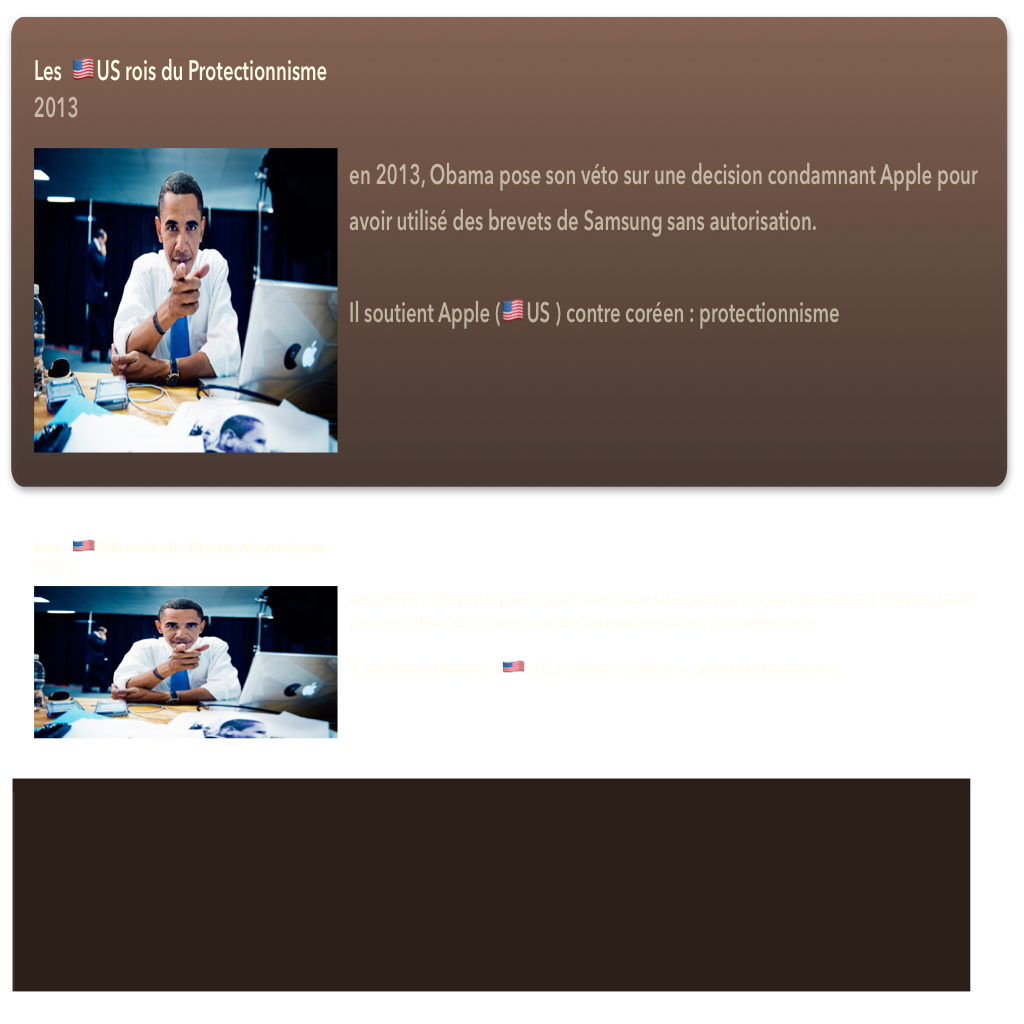 Les 🇺🇸US rois du Protectionnisme
2013
en 2013, Obama pose son véto sur une decision condamnant Apple pour
avoir utilisé des brevets de Samsung sans autorisation.
Il soutient Apple (🇺🇸US ) contre coréen : protectionnisme
Les 🇺🇸US rois du Protectionnisme
2013
en 2013, Obama pose son véto sur une decision condamnant Apple pour
avoir utilisé des brevets de Samsung sans autorisation.
Il soutient Apple (🇺🇸US ) contre coréen : protectionnisme